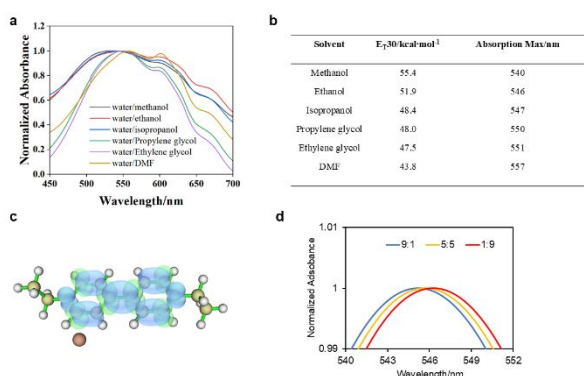 a
Normalized Absorbance
1.0
0.8
0.6
0.4
0.2
0.0
water/methanol
water/ethanol
water/isopropanol
water/Propylene glycol
water/Ethylene glycol
water/DMF
450 500 550 600 650 700
Wavelength/nm
b
Solvent E_T30/kcal·mol⁻¹ Absorption Max/nm
Methanol 55.4 540
Ethanol 51.9 546
Isopropanol 48.4 547
Propylene glycol 48.0 550
Ethylene glycol 47.5 551
DMF 43.8 557
c
d
Normalized Adsorbance
1.01
1
0.99
9:1 5:5 1:9
540 543 546 549 552
Wavelength/nm